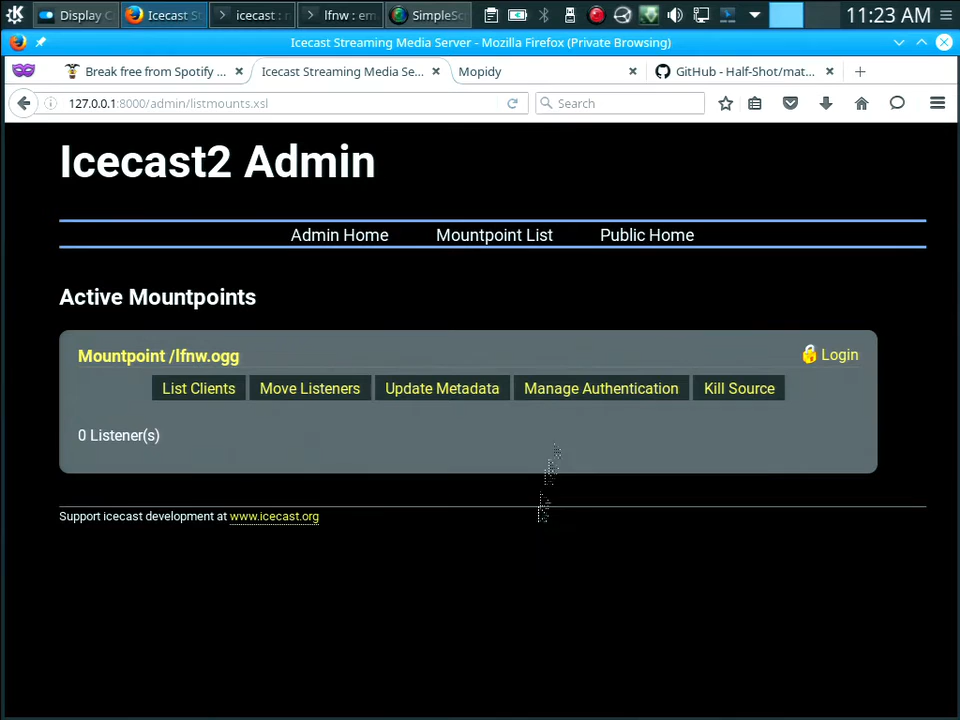 Display C
Icecast S
icecast : n
lfnw : em
SimpleSc
11:23 AM
Icecast Streaming Media Server - Mozilla Firefox (Private Browsing)
Break free from Spotify ...
Icecast Streaming Media Se...
Mopidy
GitHub - Half-Shot/mat...
127.0.0.1:8000/admin/listmounts.xsl
Search
Icecast2 Admin
Admin Home
Mountpoint List
Public Home
Active Mountpoints
Mountpoint /lfnw.ogg
Login
List Clients
Move Listeners
Update Metadata
Manage Authentication
Kill Source
0 Listener(s)
Support icecast development at www.icecast.org